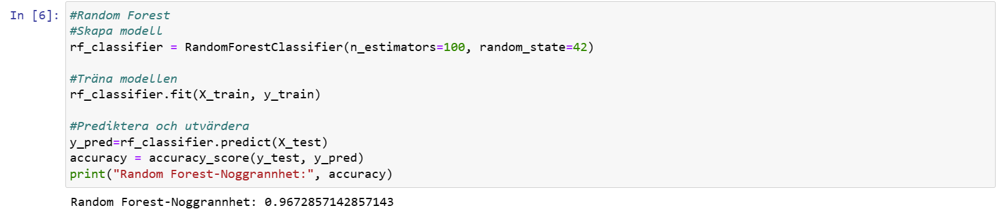 In [6]:
#Random Forest
#Skapa modell
rf_classifier = RandomForestClassifier(n_estimators=100, random_state=42)
#Träna modellen
rf_classifier.fit(X_train, y_train)
#Prediktera och utvärdera
y_pred=rf_classifier.predict(X_test)
accuracy = accuracy_score(y_test, y_pred)
print("Random Forest-Noggrannhet:", accuracy)
Random Forest-Noggrannhet: 0.9672857142857143